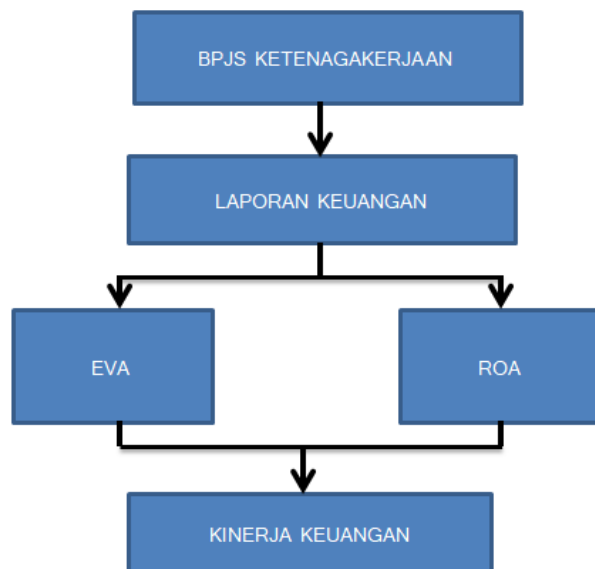 BPJS KETENAGAKERJAAN
LAPORAN KEUANGAN
EVA
ROA
KINERJA KEUANGAN